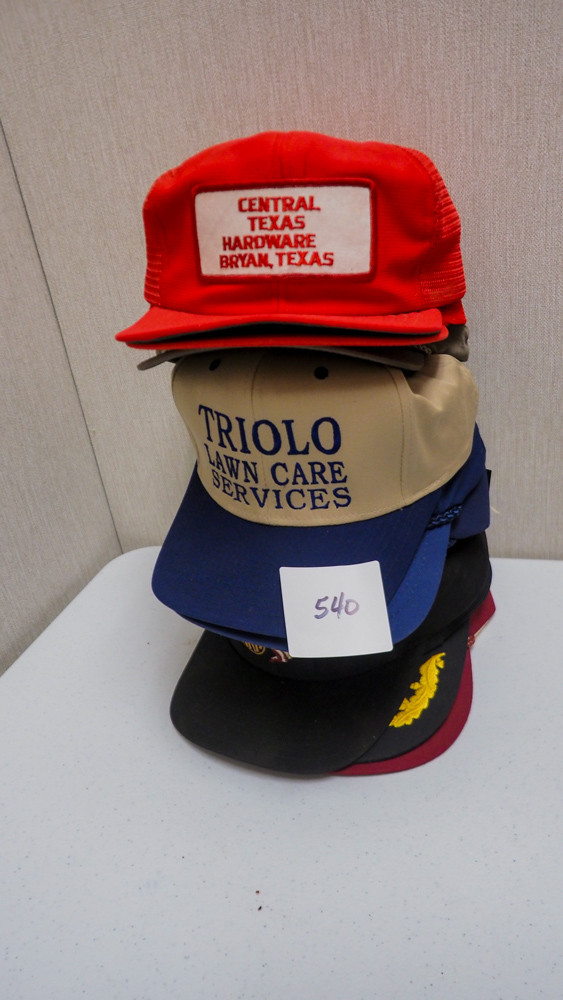 CENTRAL
TEXAS
HARDWARE
BRYAN, TEXAS
TRIOLO
LAWN CARE
SERVICES
540